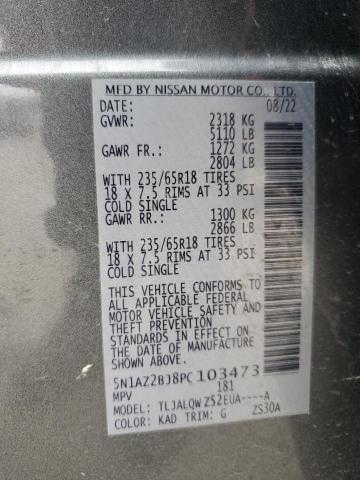 MFD BY NISSAN MOTOR CO., LTD.
DATE: 08/22
GVWR: 2318 KG
5110 LB
GAWR FR.: 1272 KG
2804 LB
WITH 235/65R18 TIRES
18 X 7.5 RIMS AT 33 PSI
COLD SINGLE
GAWR RR.: 1300 KG
2866 LB
WITH 235/65R18 TIRES
18 X 7.5 RIMS AT 33 PSI
COLD SINGLE
THIS VEHICLE CONFORMS TO
ALL APPLICABLE FEDERAL
MOTOR VEHICLE SAFETY AND
THEFT PREVENTION
STANDARDS IN EFFECT ON
THE DATE OF MANUFACTURE
SHOWN ABOVE.
5N1AZ2BJ8PC103473
MPV 181
MODEL: TLJALQWZ52EUA----A
COLOR: KAD TRIM: G ZS30A